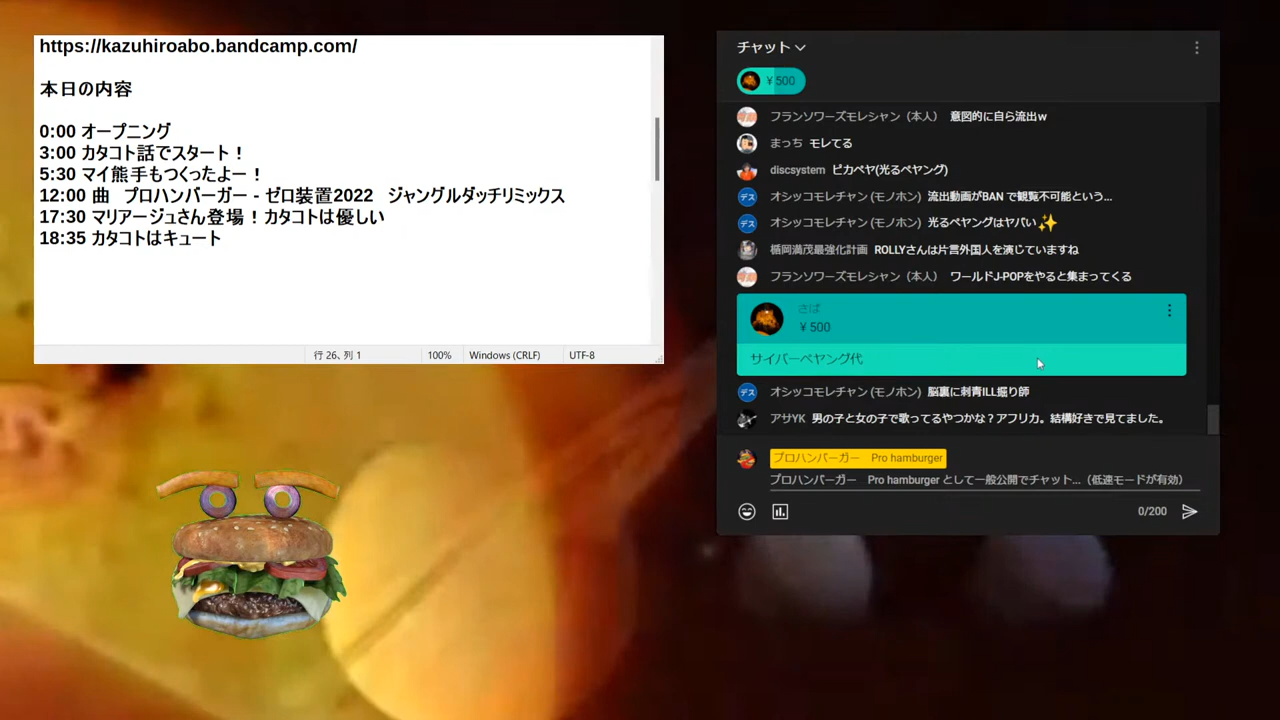 https://kazuhiroabo.bandcamp.com/
本日の内容
0:00 オープニング
3:00 カタコト話でスタート！
5:30 マイ熊手もつくったよー！
12:00 曲　プロハンバーガー - ゼロ装置2022　ジャングルダッチリミックス
17:30 マリアージュさん登場！カタコトは優しい
18:35 カタコトはキュート
行 26、列 1
100%
Windows (CRLF)
UTF-8
チャット
¥ 500
フランソワーズモレシャン（本人） 意図的に自ら流出w
まっち モレてる
discsystem ピカペヤ(光るペヤング)
デス オシッコモレチャン (モノホン) 流出動画がBAN で観覧不可能という...
デス オシッコモレチャン (モノホン) 光るペヤングはヤバい✨
楯岡満茂最強化計画 ROLLYさんは片言外国人を演じていますね
フランソワーズモレシャン（本人） ワールドJ-POPをやると集まってくる
さば
¥ 500
サイバーペヤング代
デス オシッコモレチャン (モノホン) 脳裏に刺青ILL掘り師
アサYK 男の子と女の子で歌ってるやつかな？アフリカ。結構好きで見てました。
プロハンバーガー　Pro hamburger
プロハンバーガー　Pro hamburger として一般公開でチャット...（低速モードが有効）
0/200